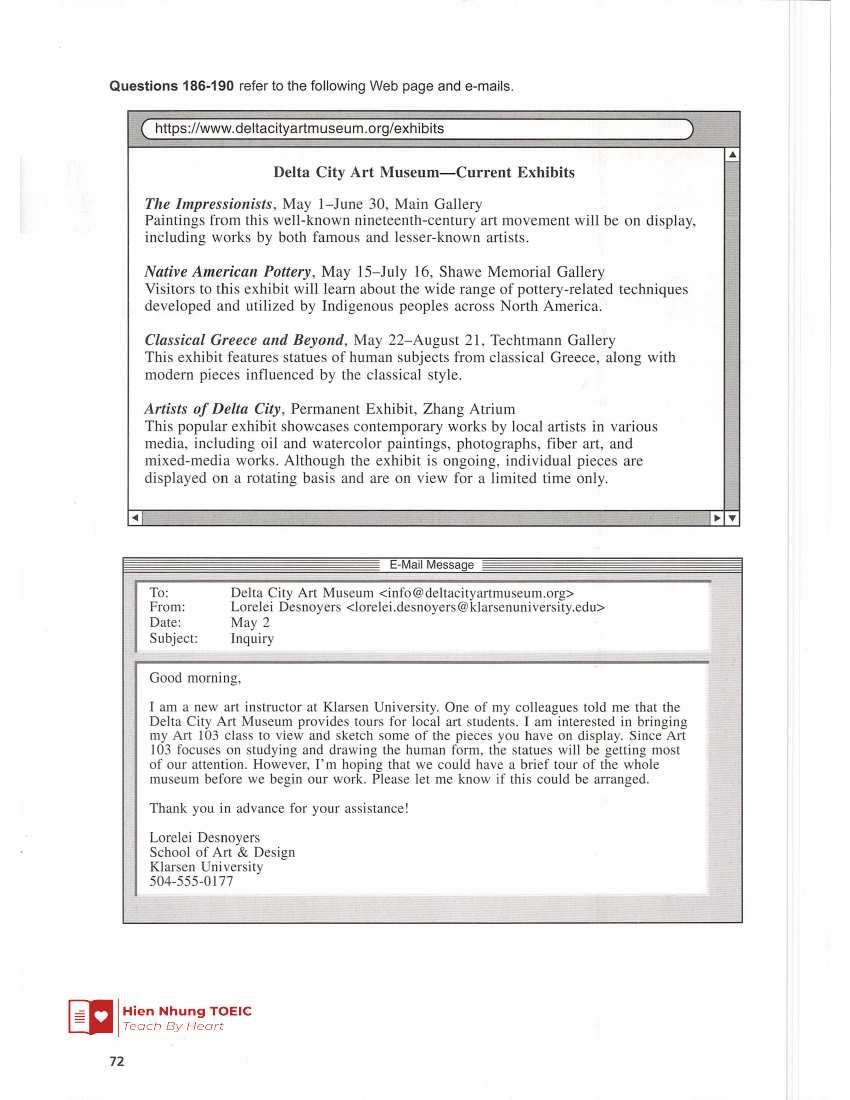 Questions 186-190 refer to the following Web page and e-mails.
https://www.deltacityartmuseum.org/exhibits
Delta City Art Museum—Current Exhibits
The Impressionists, May 1–June 30, Main Gallery
Paintings from this well-known nineteenth-century art movement will be on display,
including works by both famous and lesser-known artists.
Native American Pottery, May 15–July 16, Shawe Memorial Gallery
Visitors to this exhibit will learn about the wide range of pottery-related techniques
developed and utilized by Indigenous peoples across North America.
Classical Greece and Beyond, May 22–August 21, Techtmann Gallery
This exhibit features statues of human subjects from classical Greece, along with
modern pieces influenced by the classical style.
Artists of Delta City, Permanent Exhibit, Zhang Atrium
This popular exhibit showcases contemporary works by local artists in various
media, including oil and watercolor paintings, photographs, fiber art, and
mixed-media works. Although the exhibit is ongoing, individual pieces are
displayed on a rotating basis and are on view for a limited time only.
E-Mail Message
To: Delta City Art Museum <info@deltacityartmuseum.org>
From: Lorelei Desnoyers <lorelei.desnoyers@klarsenuniversity.edu>
Date: May 2
Subject: Inquiry
Good morning,
I am a new art instructor at Klarsen University. One of my colleagues told me that the
Delta City Art Museum provides tours for local art students. I am interested in bringing
my Art 103 class to view and sketch some of the pieces you have on display. Since Art
103 focuses on studying and drawing the human form, the statues will be getting most
of our attention. However, I'm hoping that we could have a brief tour of the whole
museum before we begin our work. Please let me know if this could be arranged.
Thank you in advance for your assistance!
Lorelei Desnoyers
School of Art & Design
Klarsen University
504-555-0177
Hien Nhung TOEIC
Teach By Heart
72